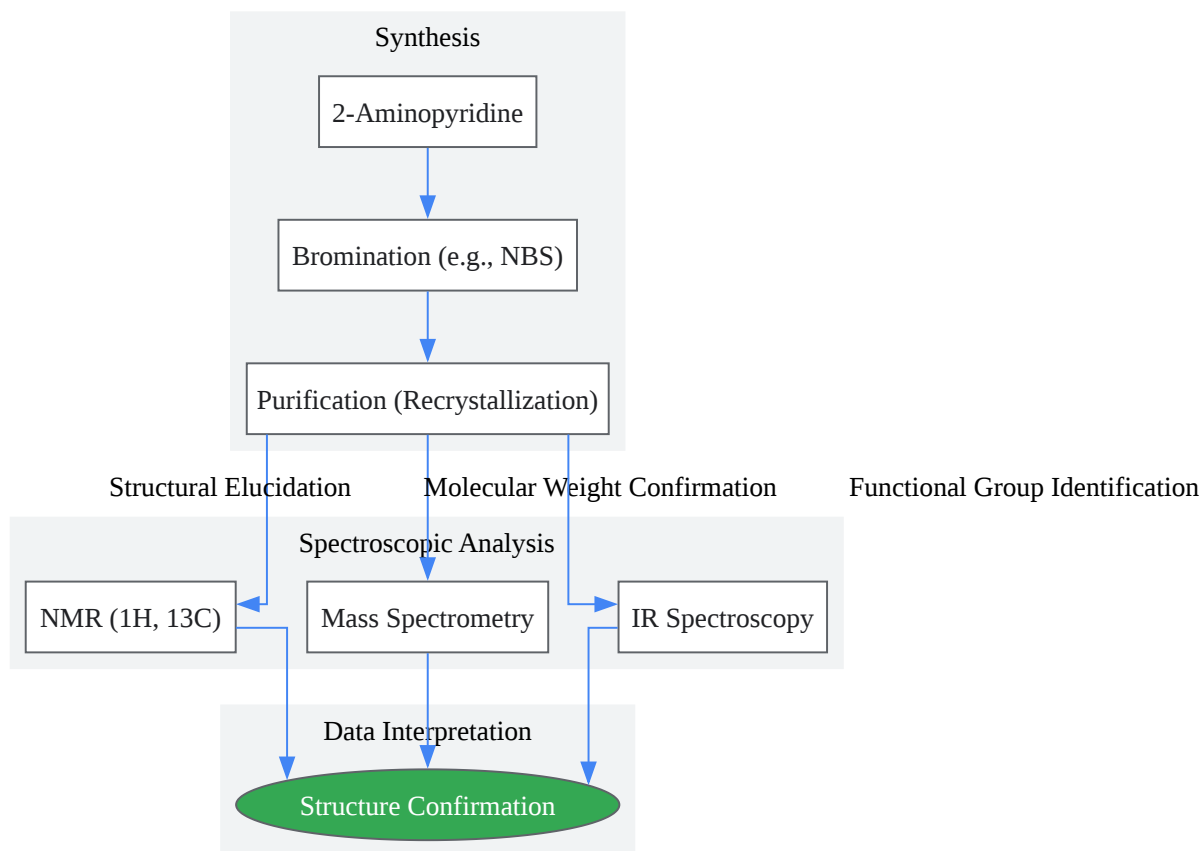 Synthesis
2-Aminopyridine
Bromination (e.g., NBS)
Purification (Recrystallization)
Structural Elucidation
Molecular Weight Confirmation
Functional Group Identification
Spectroscopic Analysis
NMR (1H, 13C)
Mass Spectrometry
IR Spectroscopy
Data Interpretation
Structure Confirmation